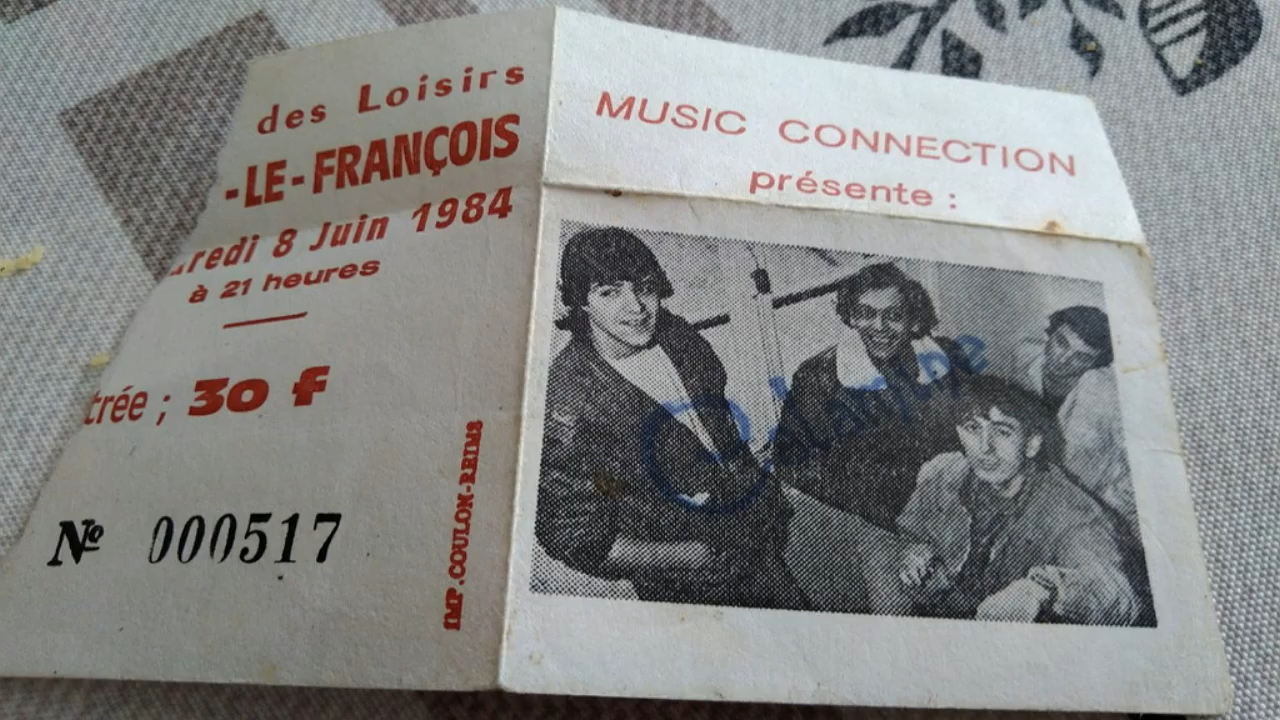 des Loisirs
-LE-FRANÇOIS
redi 8 Juin 1984
à 21 heures
trée ; 30 f
Nº 000517
IMP.COULON-REIMS
MUSIC CONNECTION
présente :